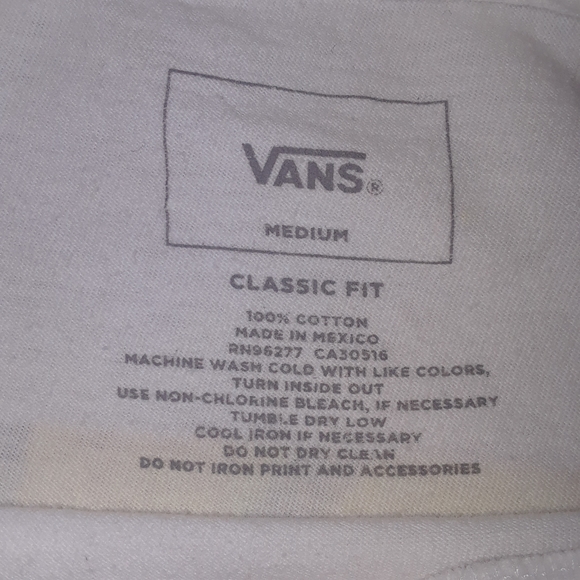 VANS®
MEDIUM
CLASSIC FIT
100% COTTON
MADE IN MEXICO
RN96277 CA30516
MACHINE WASH COLD WITH LIKE COLORS,
TURN INSIDE OUT
USE NON-CHLORINE BLEACH, IF NECESSARY
TUMBLE DRY LOW
COOL IRON IF NECESSARY
DO NOT DRY CLEAN
DO NOT IRON PRINT AND ACCESSORIES